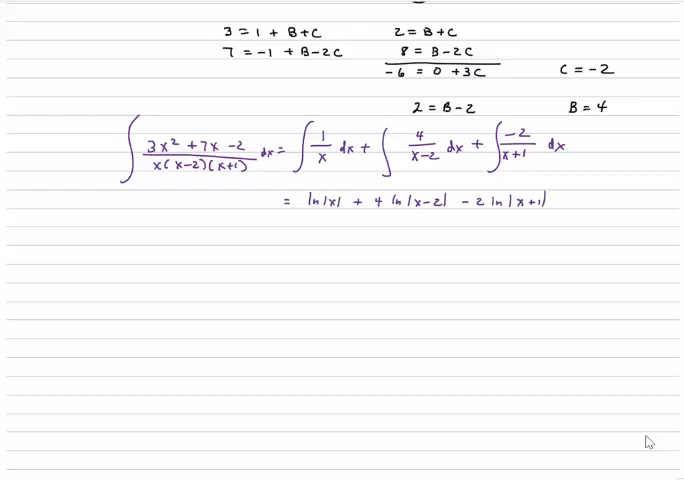 3 = 1 + B + C 2 = B + C
7 = -1 + B - 2C 8 = B - 2C
-6 = 0 + 3C C = -2
2 = B - 2 B = 4
∫ (3x² + 7x - 2)/(x(x-2)(x+1)) dx = ∫ 1/x dx + ∫ 4/(x-2) dx + ∫ -2/(x+1) dx
= ln|x| + 4 ln|x-2| - 2 ln|x+1|